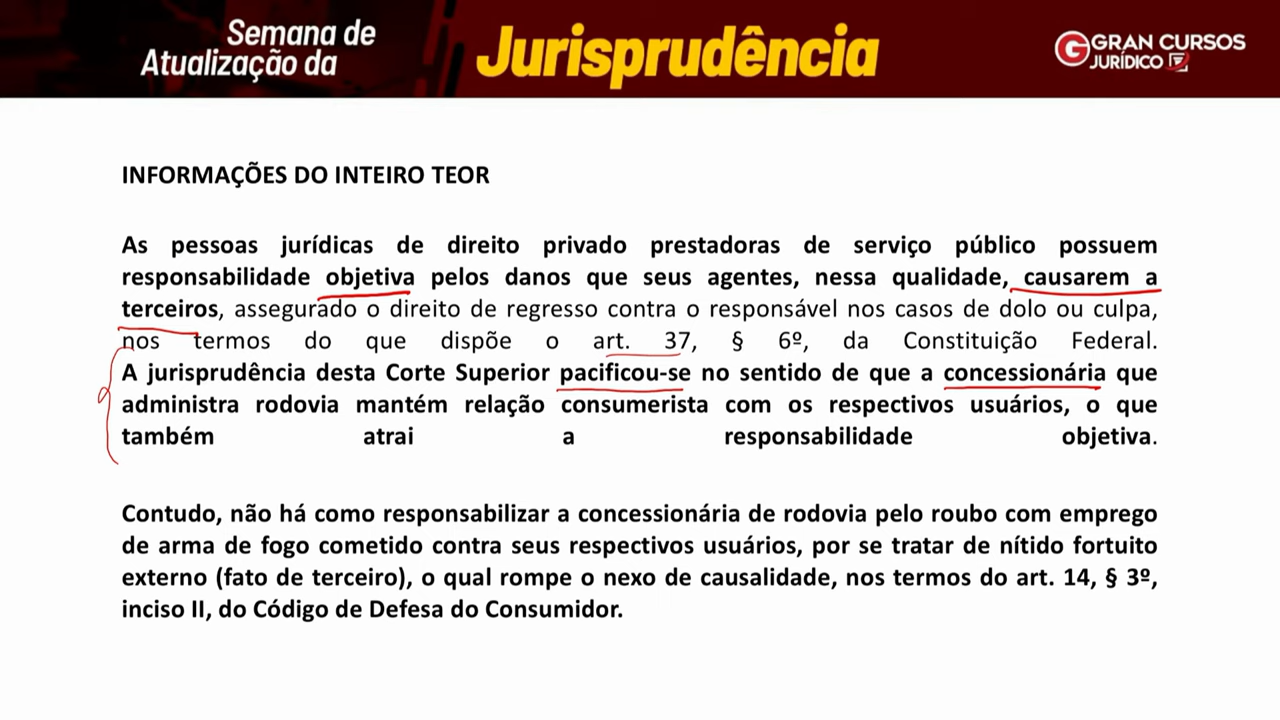 Semana de
Atualização da
Jurisprudência
GRAN CURSOS
JURÍDICO
INFORMAÇÕES DO INTEIRO TEOR
As pessoas jurídicas de direito privado prestadoras de serviço público possuem
responsabilidade objetiva pelos danos que seus agentes, nessa qualidade, causarem a
terceiros, assegurado o direito de regresso contra o responsável nos casos de dolo ou culpa,
nos termos do que dispõe o art. 37, § 6º, da Constituição Federal.
A jurisprudência desta Corte Superior pacificou-se no sentido de que a concessionária que
administra rodovia mantém relação consumerista com os respectivos usuários, o que
também atrai a responsabilidade objetiva.
Contudo, não há como responsabilizar a concessionária de rodovia pelo roubo com emprego
de arma de fogo cometido contra seus respectivos usuários, por se tratar de nítido fortuito
externo (fato de terceiro), o qual rompe o nexo de causalidade, nos termos do art. 14, § 3º,
inciso II, do Código de Defesa do Consumidor.